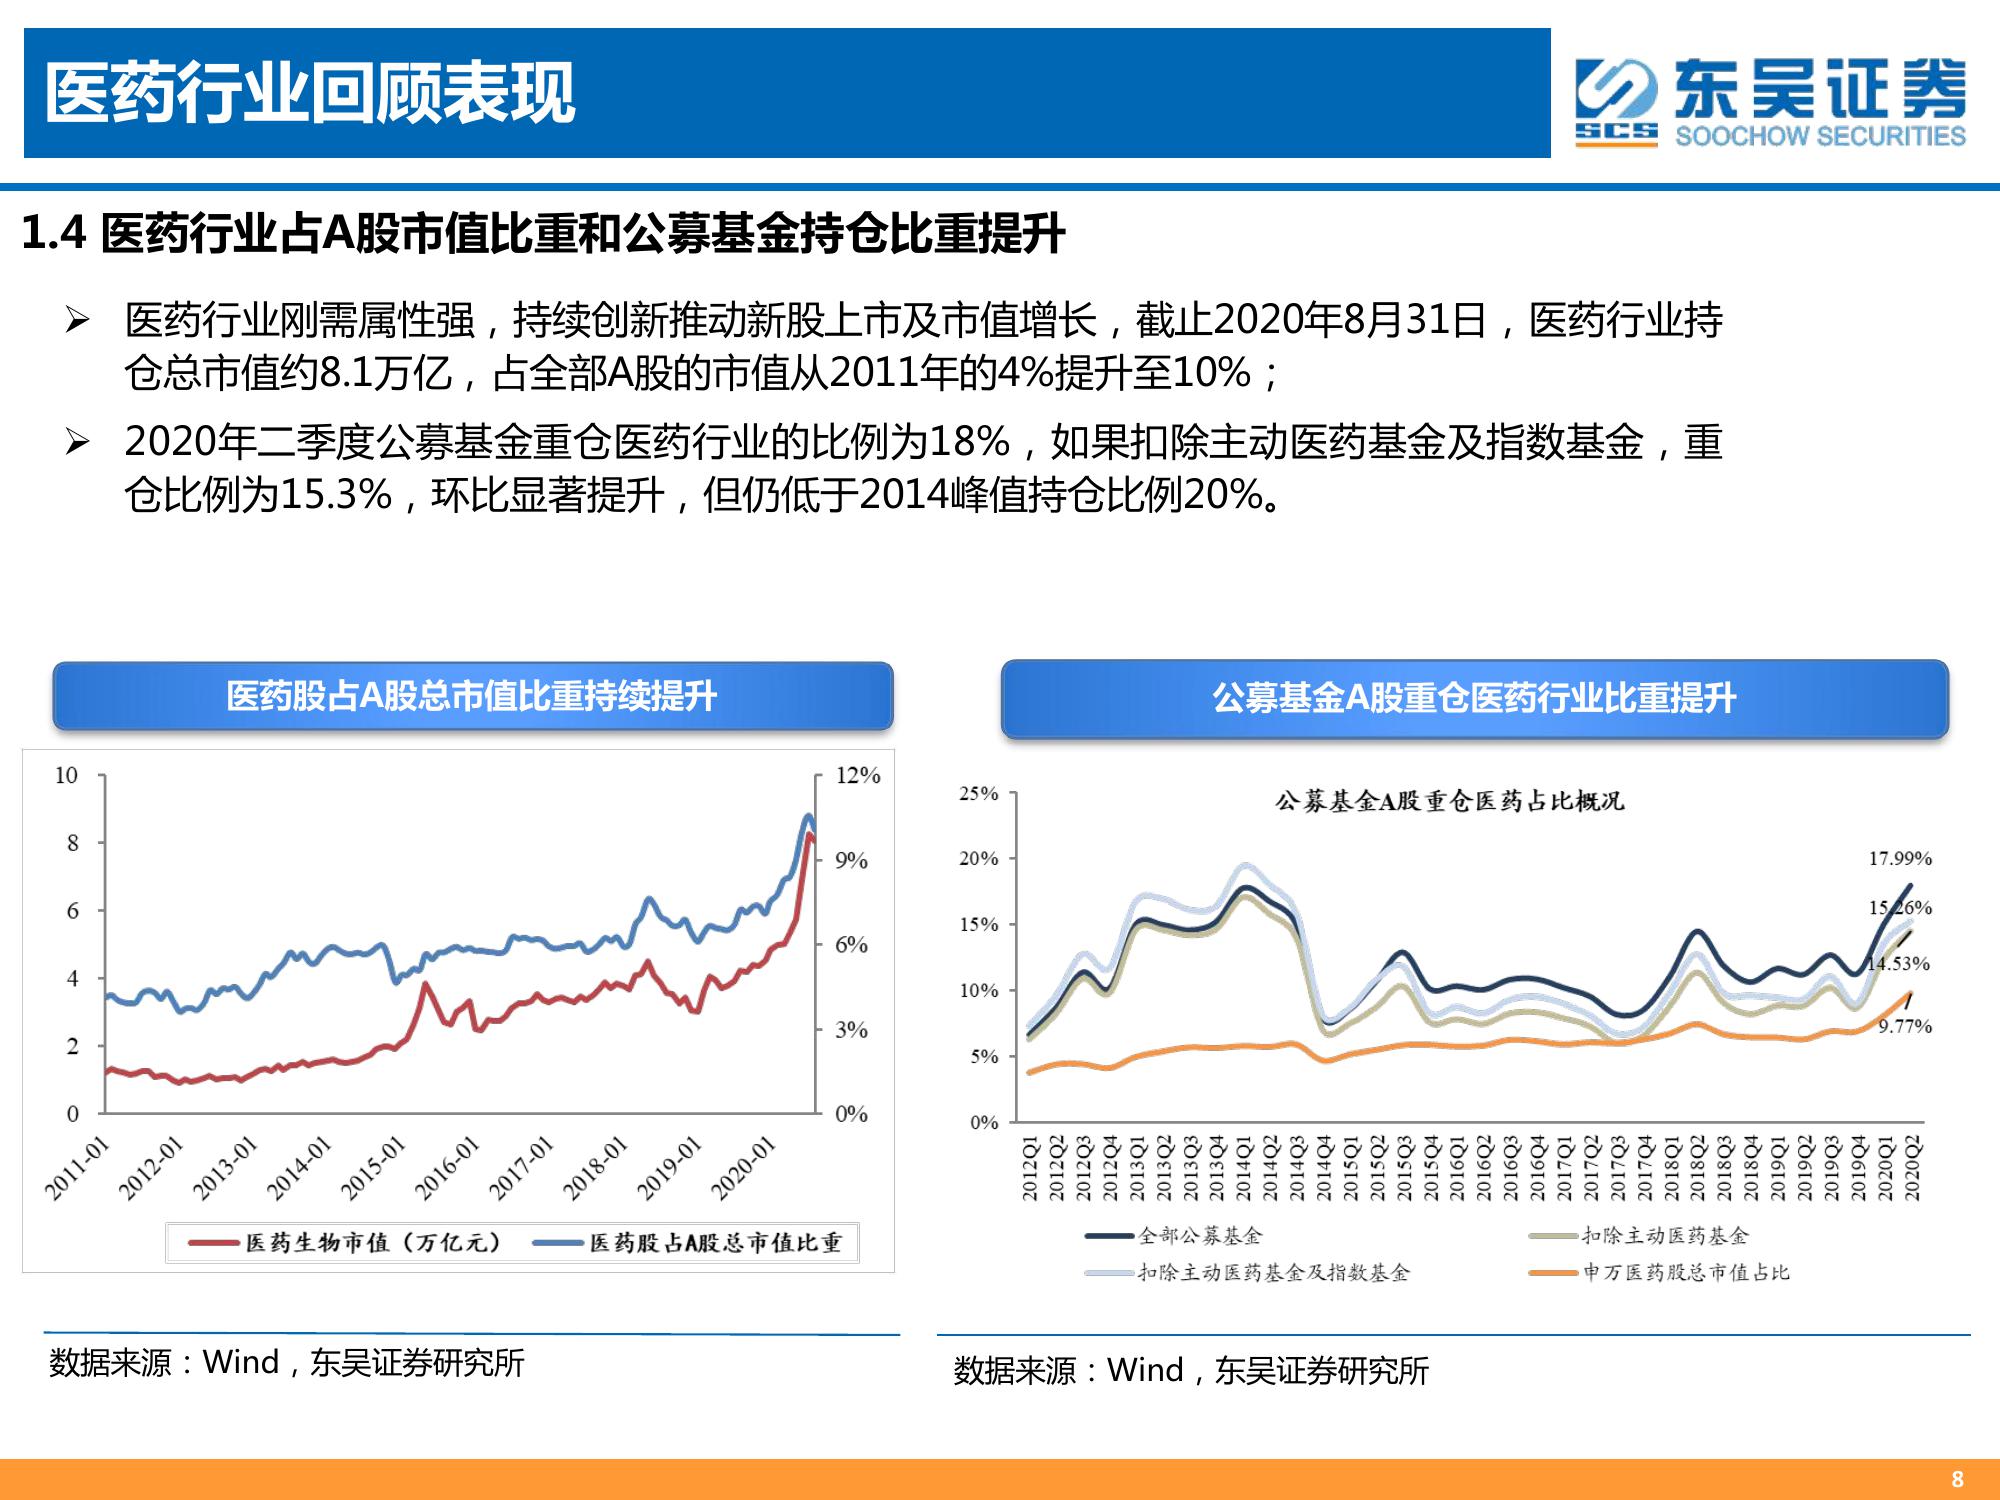 医药行业回顾表现
SCS
东吴证券
SOOCHOW SECURITIES
1.4 医药行业占A股市值比重和公募基金持仓比重提升
➢ 医药行业刚需属性强，持续创新推动新股上市及市值增长，截止2020年8月31日，医药行业持
仓总市值约8.1万亿，占全部A股的市值从2011年的4%提升至10%；
➢ 2020年二季度公募基金重仓医药行业的比例为18%，如果扣除主动医药基金及指数基金，重
仓比例为15.3%，环比显著提升，但仍低于2014峰值持仓比例20%。
医药股占A股总市值比重持续提升
10
8
6
4
2
0
12%
9%
6%
3%
0%
2011-01
2012-01
2013-01
2014-01
2015-01
2016-01
2017-01
2018-01
2019-01
2020-01
医药生物市值（万亿元）
医药股占A股总市值比重
数据来源：Wind，东吴证券研究所
公募基金A股重仓医药行业比重提升
公募基金A股重仓医药占比概况
25%
20%
15%
10%
5%
0%
17.99%
15.26%
14.53%
9.77%
2012Q1
2012Q2
2012Q3
2012Q4
2013Q1
2013Q2
2013Q3
2013Q4
2014Q1
2014Q2
2014Q3
2014Q4
2015Q1
2015Q2
2015Q3
2015Q4
2016Q1
2016Q2
2016Q3
2016Q4
2017Q1
2017Q2
2017Q3
2017Q4
2018Q1
2018Q2
2018Q3
2018Q4
2019Q1
2019Q2
2019Q3
2019Q4
2020Q1
2020Q2
全部公募基金
扣除主动医药基金
扣除主动医药基金及指数基金
申万医药股总市值占比
数据来源：Wind，东吴证券研究所
8